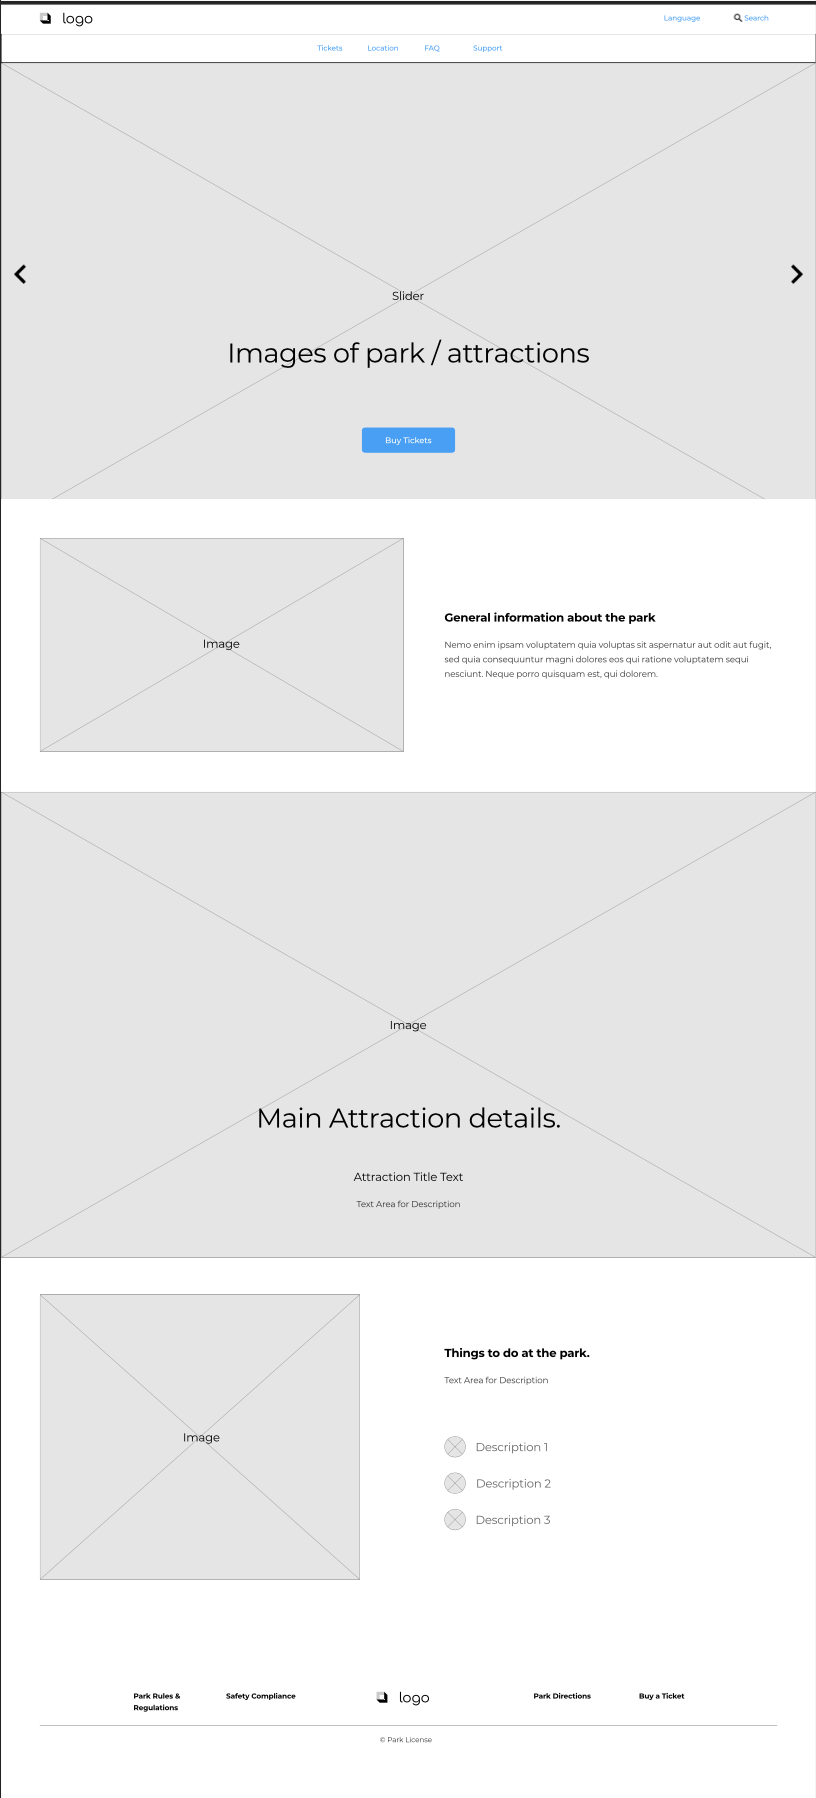 logo
Language
Search
Tickets
Location
FAQ
Support
Slider
Images of park / attractions
Buy Tickets
Image
General information about the park
Nemo enim ipsam voluptatem quia voluptas sit aspernatur aut odit aut fugit,
sed quia consequuntur magni dolores eos qui ratione voluptatem sequi
nesciunt. Neque porro quisquam est, qui dolorem.
Image
Main Attraction details.
Attraction Title Text
Text Area for Description
Image
Things to do at the park.
Text Area for Description
Description 1
Description 2
Description 3
Park Rules &
Regulations
Safety Compliance
logo
Park Directions
Buy a Ticket
© Park License